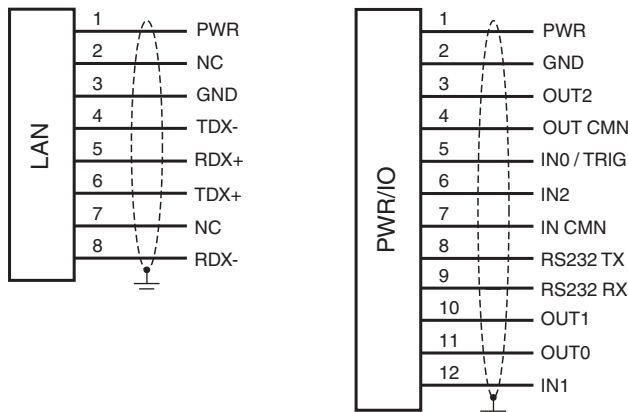 LAN
1 PWR
2 NC
3 GND
4 TDX-
5 RDX+
6 TDX+
7 NC
8 RDX-
PWR/IO
1 PWR
2 GND
3 OUT2
4 OUT CMN
5 IN0 / TRIG
6 IN2
7 IN CMN
8 RS232 TX
9 RS232 RX
10 OUT1
11 OUT0
12 IN1